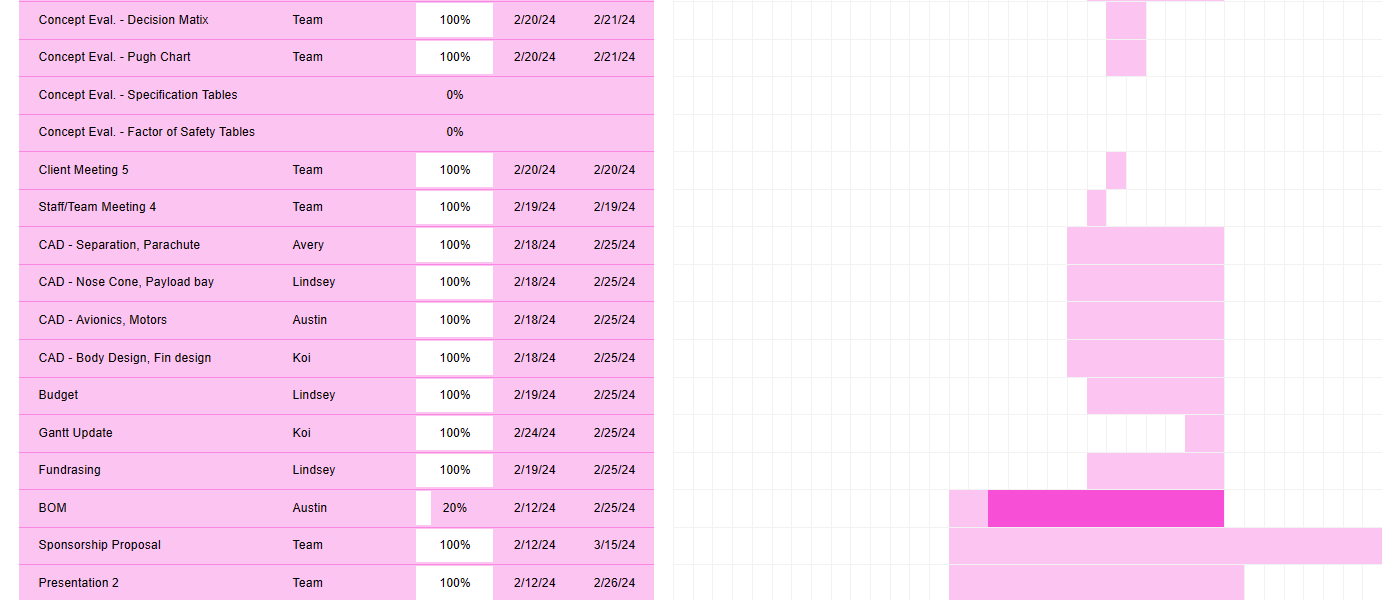 Concept Eval. - Decision Matix Team 100% 2/20/24 2/21/24
Concept Eval. - Pugh Chart Team 100% 2/20/24 2/21/24
Concept Eval. - Specification Tables 0%
Concept Eval. - Factor of Safety Tables 0%
Client Meeting 5 Team 100% 2/20/24 2/20/24
Staff/Team Meeting 4 Team 100% 2/19/24 2/19/24
CAD - Separation, Parachute Avery 100% 2/18/24 2/25/24
CAD - Nose Cone, Payload bay Lindsey 100% 2/18/24 2/25/24
CAD - Avionics, Motors Austin 100% 2/18/24 2/25/24
CAD - Body Design, Fin design Koi 100% 2/18/24 2/25/24
Budget Lindsey 100% 2/19/24 2/25/24
Gantt Update Koi 100% 2/24/24 2/25/24
Fundrasing Lindsey 100% 2/19/24 2/25/24
BOM Austin 20% 2/12/24 2/25/24
Sponsorship Proposal Team 100% 2/12/24 3/15/24
Presentation 2 Team 100% 2/12/24 2/26/24